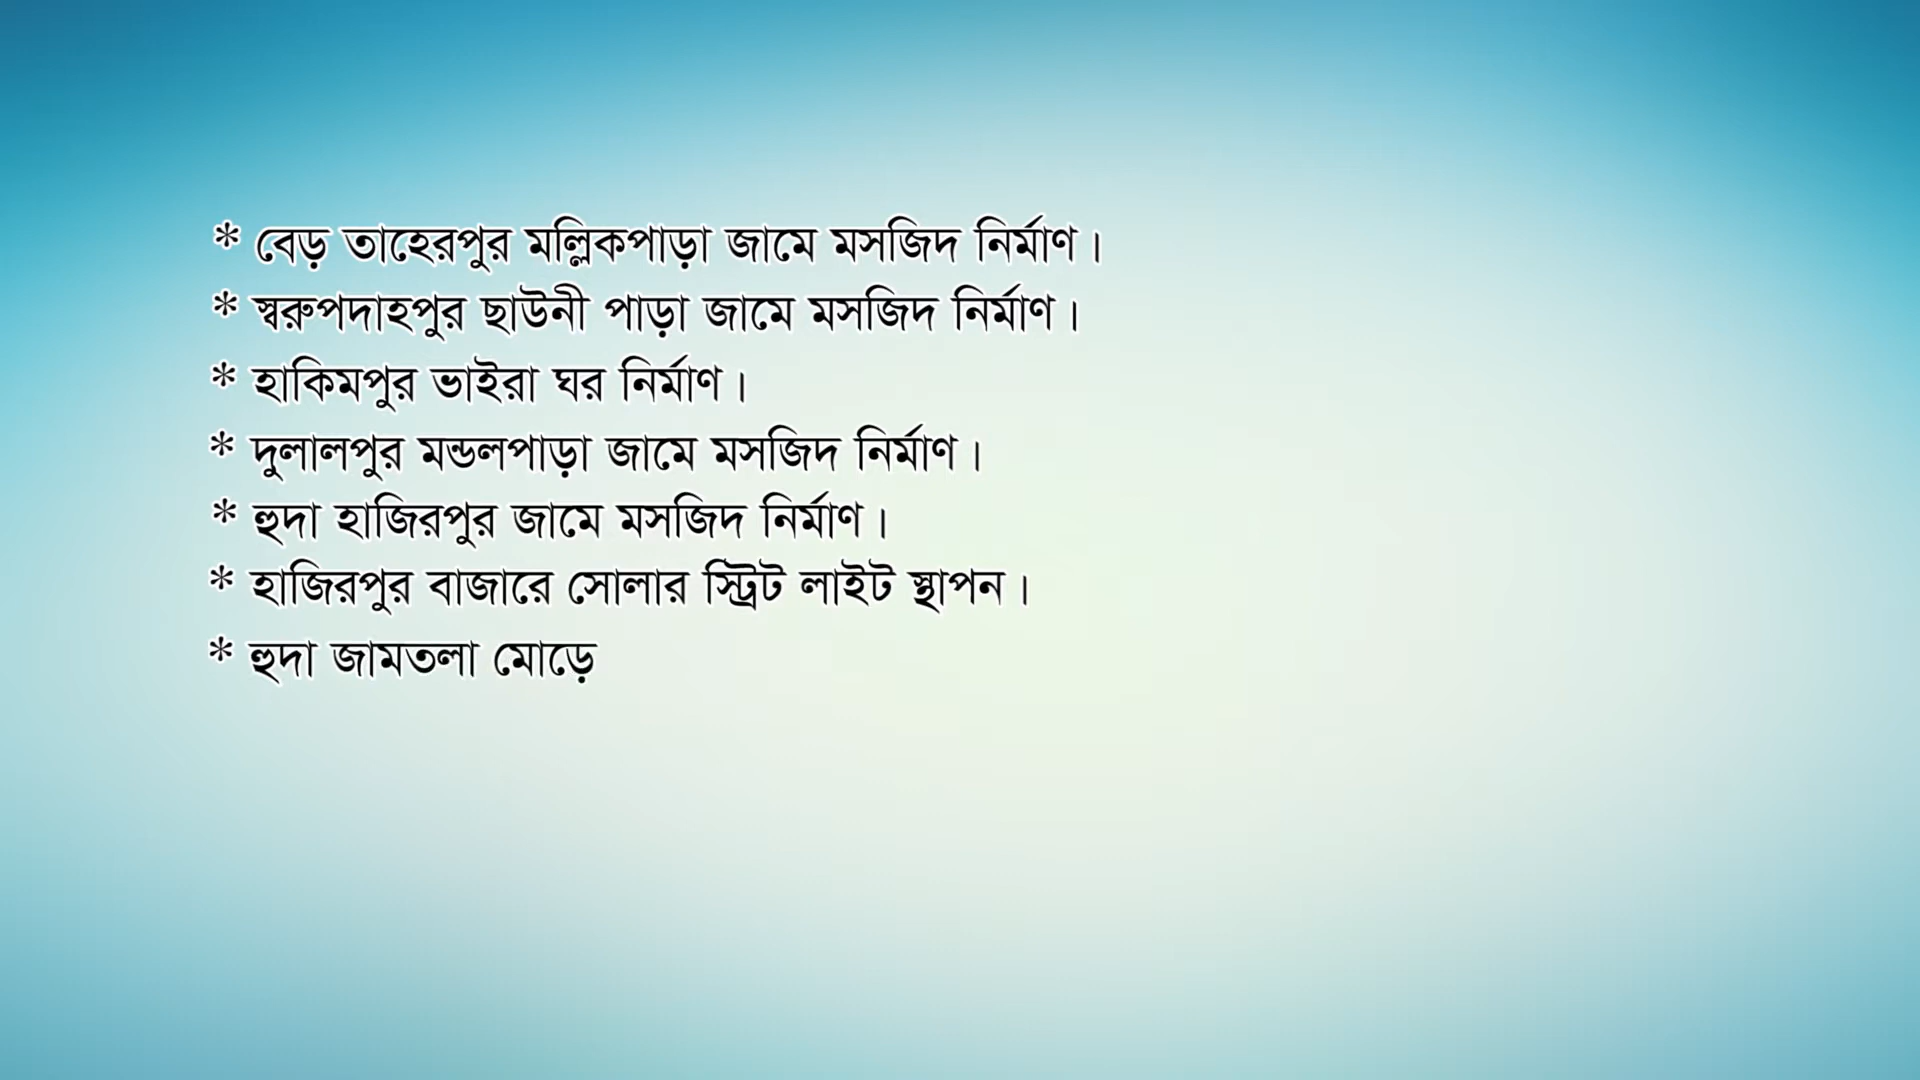 * বেড় তাহেরপুর মল্লিকপাড়া জামে মসজিদ নির্মাণ।
* স্বরুপদাহপুর ছাউনী পাড়া জামে মসজিদ নির্মাণ।
* হাকিমপুর ভাইরা ঘর নির্মাণ।
* দুলালপুর মন্ডলপাড়া জামে মসজিদ নির্মাণ।
* হুদা হাজিরপুর জামে মসজিদ নির্মাণ।
* হাজিরপুর বাজারে সোলার স্ট্রিট লাইট স্থাপন।
* হুদা জামতলা মোড়ে